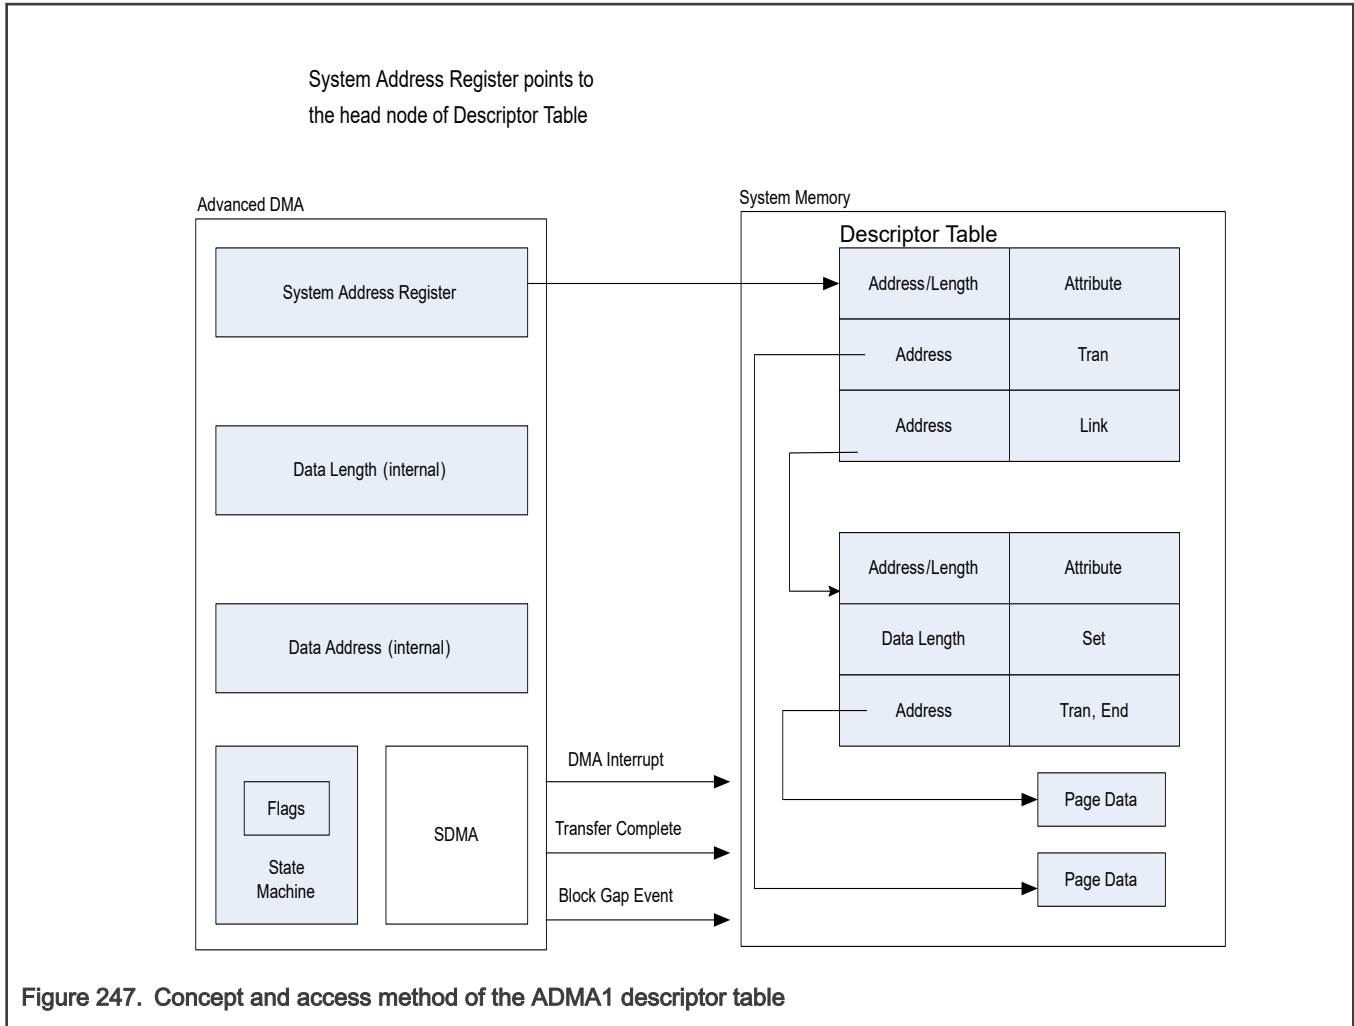 System Address Register points to
the head node of Descriptor Table
Advanced DMA
System Address Register
Data Length (internal)
Data Address (internal)
Flags
State
Machine
SDMA
DMA Interrupt
Transfer Complete
Block Gap Event
System Memory
Descriptor Table
Address/Length Attribute
Address Tran
Address Link
Address/Length Attribute
Data Length Set
Address Tran, End
Page Data
Page Data
Figure 247. Concept and access method of the ADMA1 descriptor table